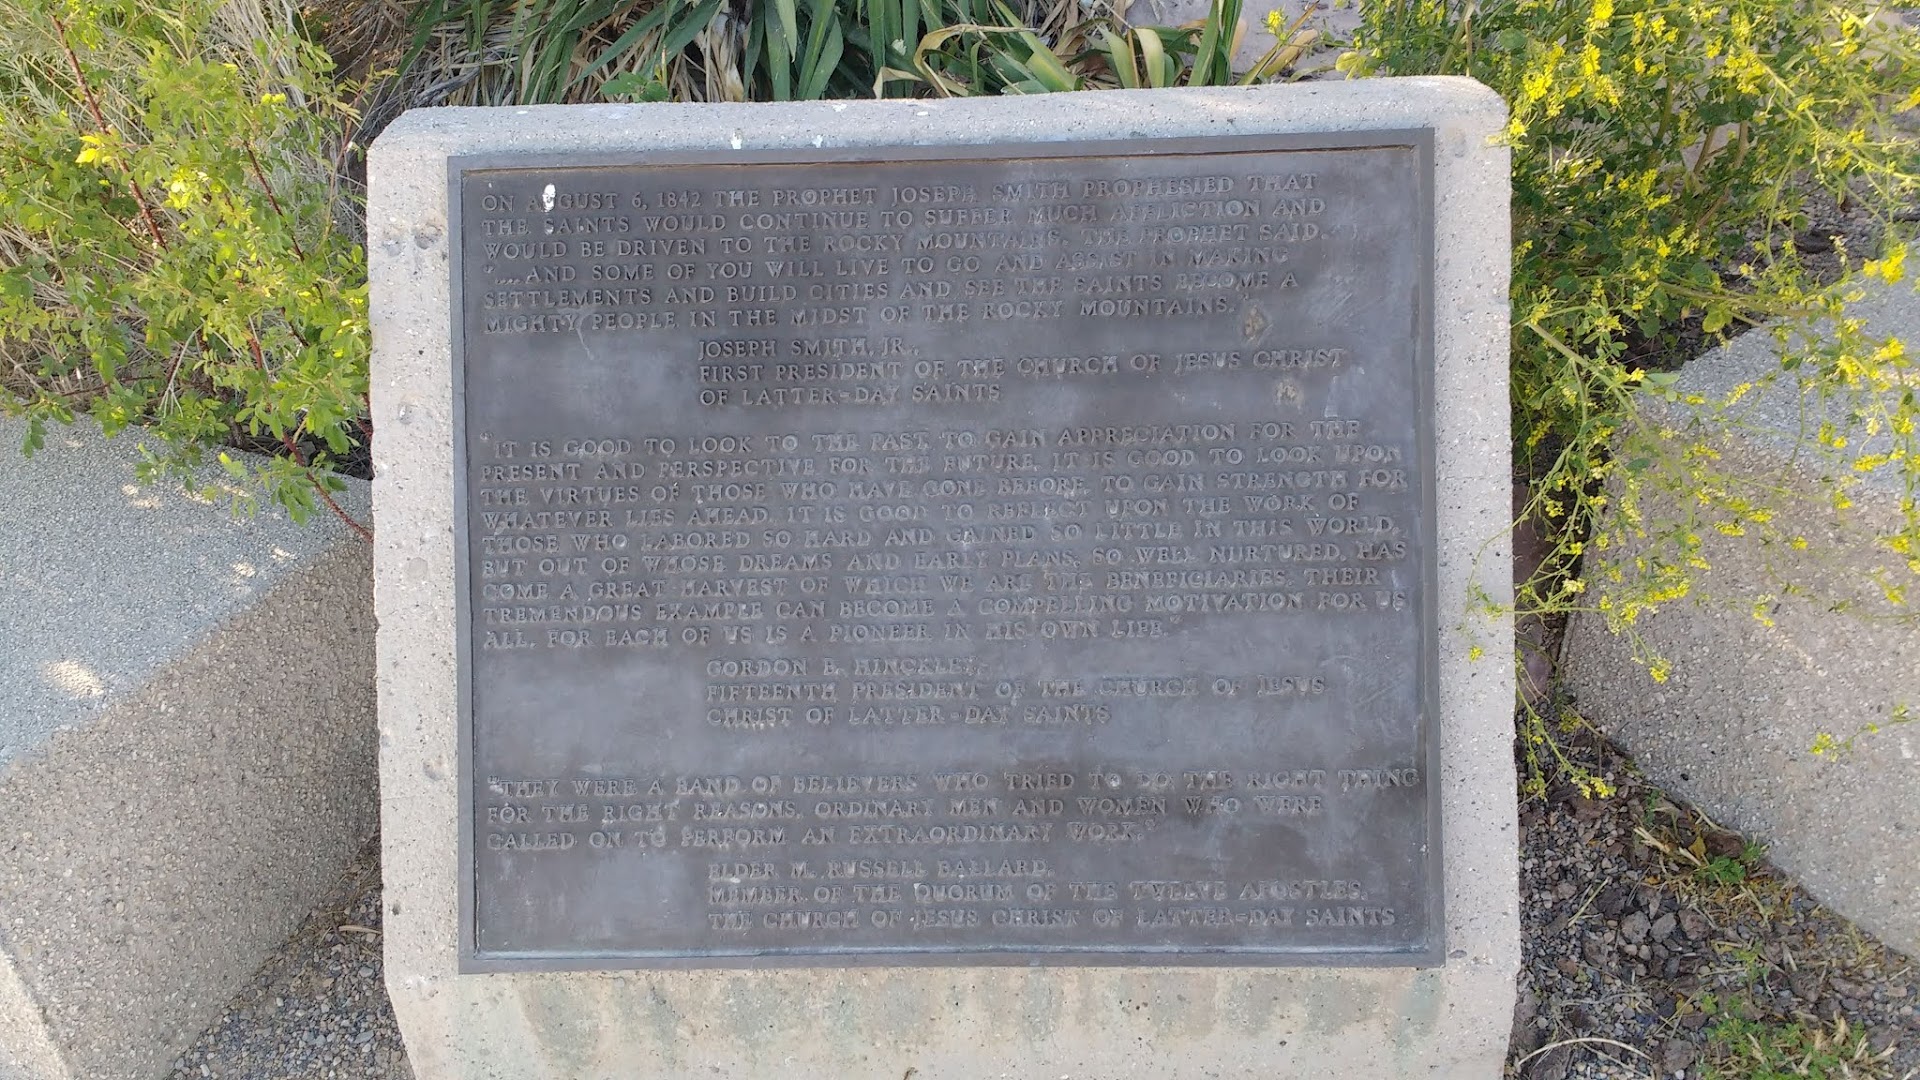 ON AUGUST 6, 1842 THE PROPHET JOSEPH SMITH PROPHESIED THAT
THE SAINTS WOULD CONTINUE TO SUFFER MUCH AFFLICTION AND
WOULD BE DRIVEN TO THE ROCKY MOUNTAINS. THE PROPHET SAID,
"....AND SOME OF YOU WILL LIVE TO GO AND ASSIST IN MAKING
SETTLEMENTS AND BUILD CITIES AND SEE THE SAINTS BECOME A
MIGHTY PEOPLE IN THE MIDST OF THE ROCKY MOUNTAINS."
JOSEPH SMITH, JR.,
FIRST PRESIDENT OF THE CHURCH OF JESUS CHRIST
OF LATTER-DAY SAINTS
"IT IS GOOD TO LOOK TO THE PAST TO GAIN APPRECIATION FOR THE
PRESENT AND PERSPECTIVE FOR THE FUTURE. IT IS GOOD TO LOOK UPON
THE VIRTUES OF THOSE WHO HAVE GONE BEFORE, TO GAIN STRENGTH FOR
WHATEVER LIES AHEAD. IT IS GOOD TO REFLECT UPON THE WORK OF
THOSE WHO LABORED SO HARD AND GAINED SO LITTLE IN THIS WORLD,
BUT OUT OF WHOSE DREAMS AND EARLY PLANS, SO WELL NURTURED, HAS
COME A GREAT HARVEST OF WHICH WE ARE THE BENEFICIARIES. THEIR
TREMENDOUS EXAMPLE CAN BECOME A COMPELLING MOTIVATION FOR US
ALL, FOR EACH OF US IS A PIONEER IN HIS OWN LIFE."
GORDON B. HINCKLEY,
FIFTEENTH PRESIDENT OF THE CHURCH OF JESUS
CHRIST OF LATTER-DAY SAINTS
"THEY WERE A BAND OF BELIEVERS WHO TRIED TO DO THE RIGHT THING
FOR THE RIGHT REASONS, ORDINARY MEN AND WOMEN WHO WERE
CALLED ON TO PERFORM AN EXTRAORDINARY WORK."
ELDER M. RUSSELL BALLARD,
MEMBER OF THE QUORUM OF THE TWELVE APOSTLES,
THE CHURCH OF JESUS CHRIST OF LATTER-DAY SAINTS